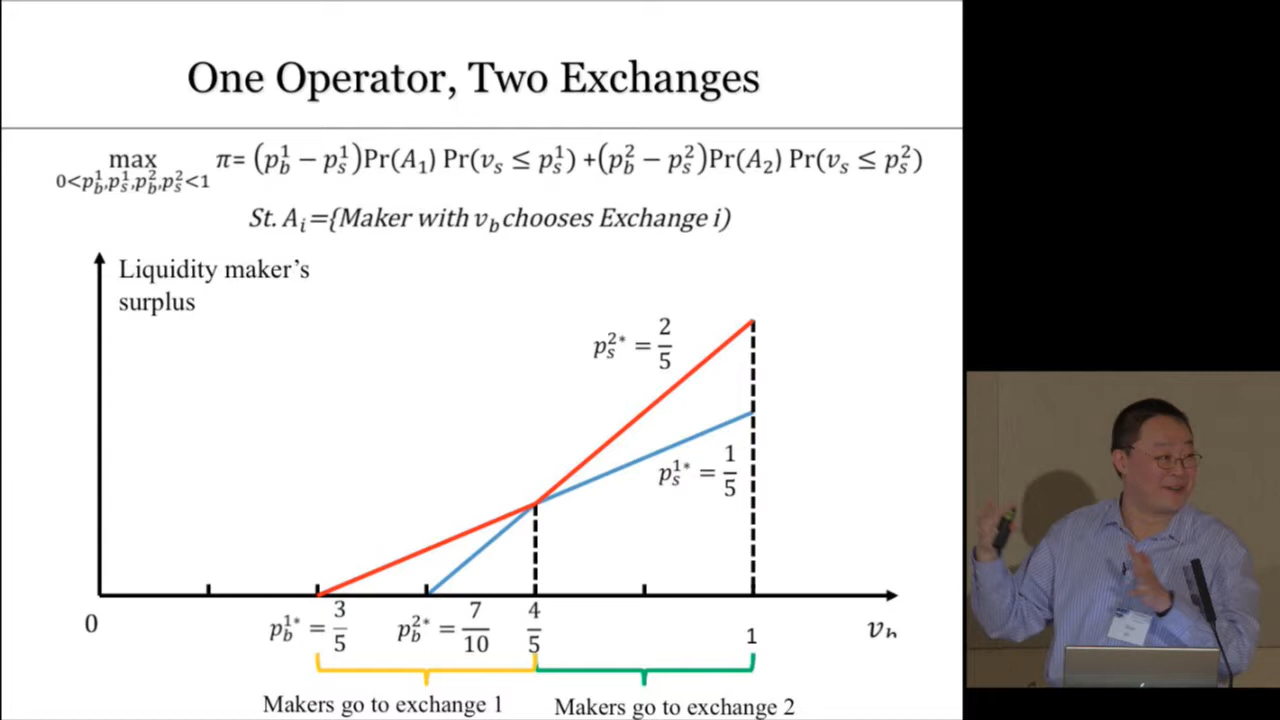 One Operator, Two Exchanges
max π= (p_b^1 − p_s^1)Pr(A_1) Pr(v_s ≤ p_s^1) +(p_b^2 − p_s^2)Pr(A_2) Pr(v_s ≤ p_s^2)
0<p_b^1,p_s^1,p_b^2,p_s^2<1
St. A_i={Maker with v_b chooses Exchange i)
Liquidity maker's
surplus
p_s^{2*} = 2/5
p_s^{1*} = 1/5
0 p_b^{1*} = 3/5 p_b^{2*} = 7/10 4/5 1 v_b
Makers go to exchange 1 Makers go to exchange 2